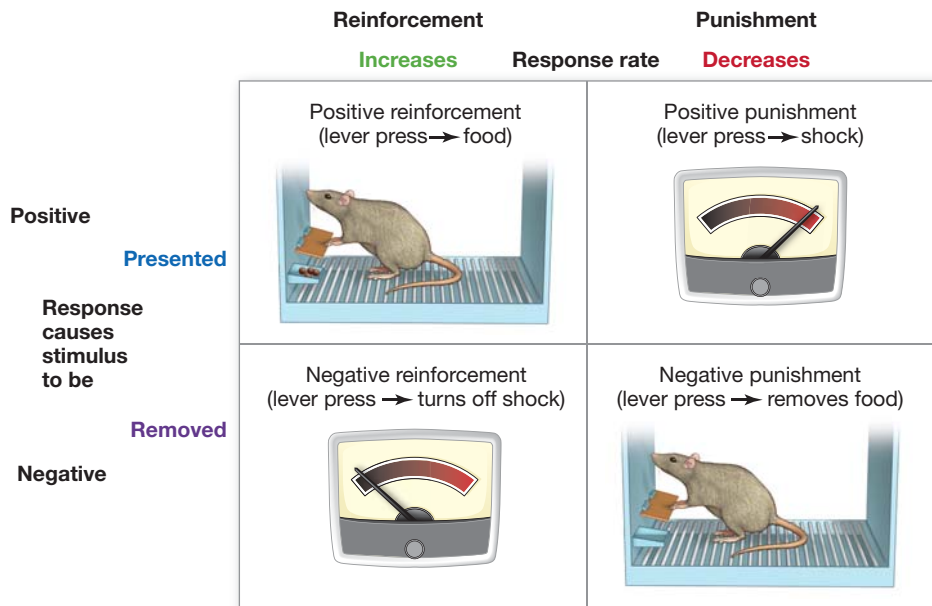 Reinforcement
Punishment
Increases
Response rate
Decreases
Positive reinforcement
(lever press → food)
Positive punishment
(lever press → shock)
Positive
Presented
Response
causes
stimulus
to be
Negative reinforcement
(lever press → turns off shock)
Negative punishment
(lever press → removes food)
Removed
Negative